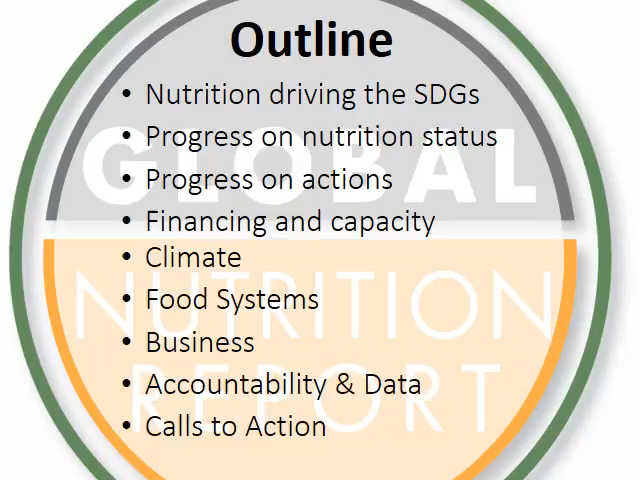 Outline
• Nutrition driving the SDGs
• Progress on nutrition status
GLOBAL
• Progress on actions
• Financing and capacity
• Climate
• Food Systems
NUTRITION
• Business
• Accountability & Data
REPORT
• Calls to Action